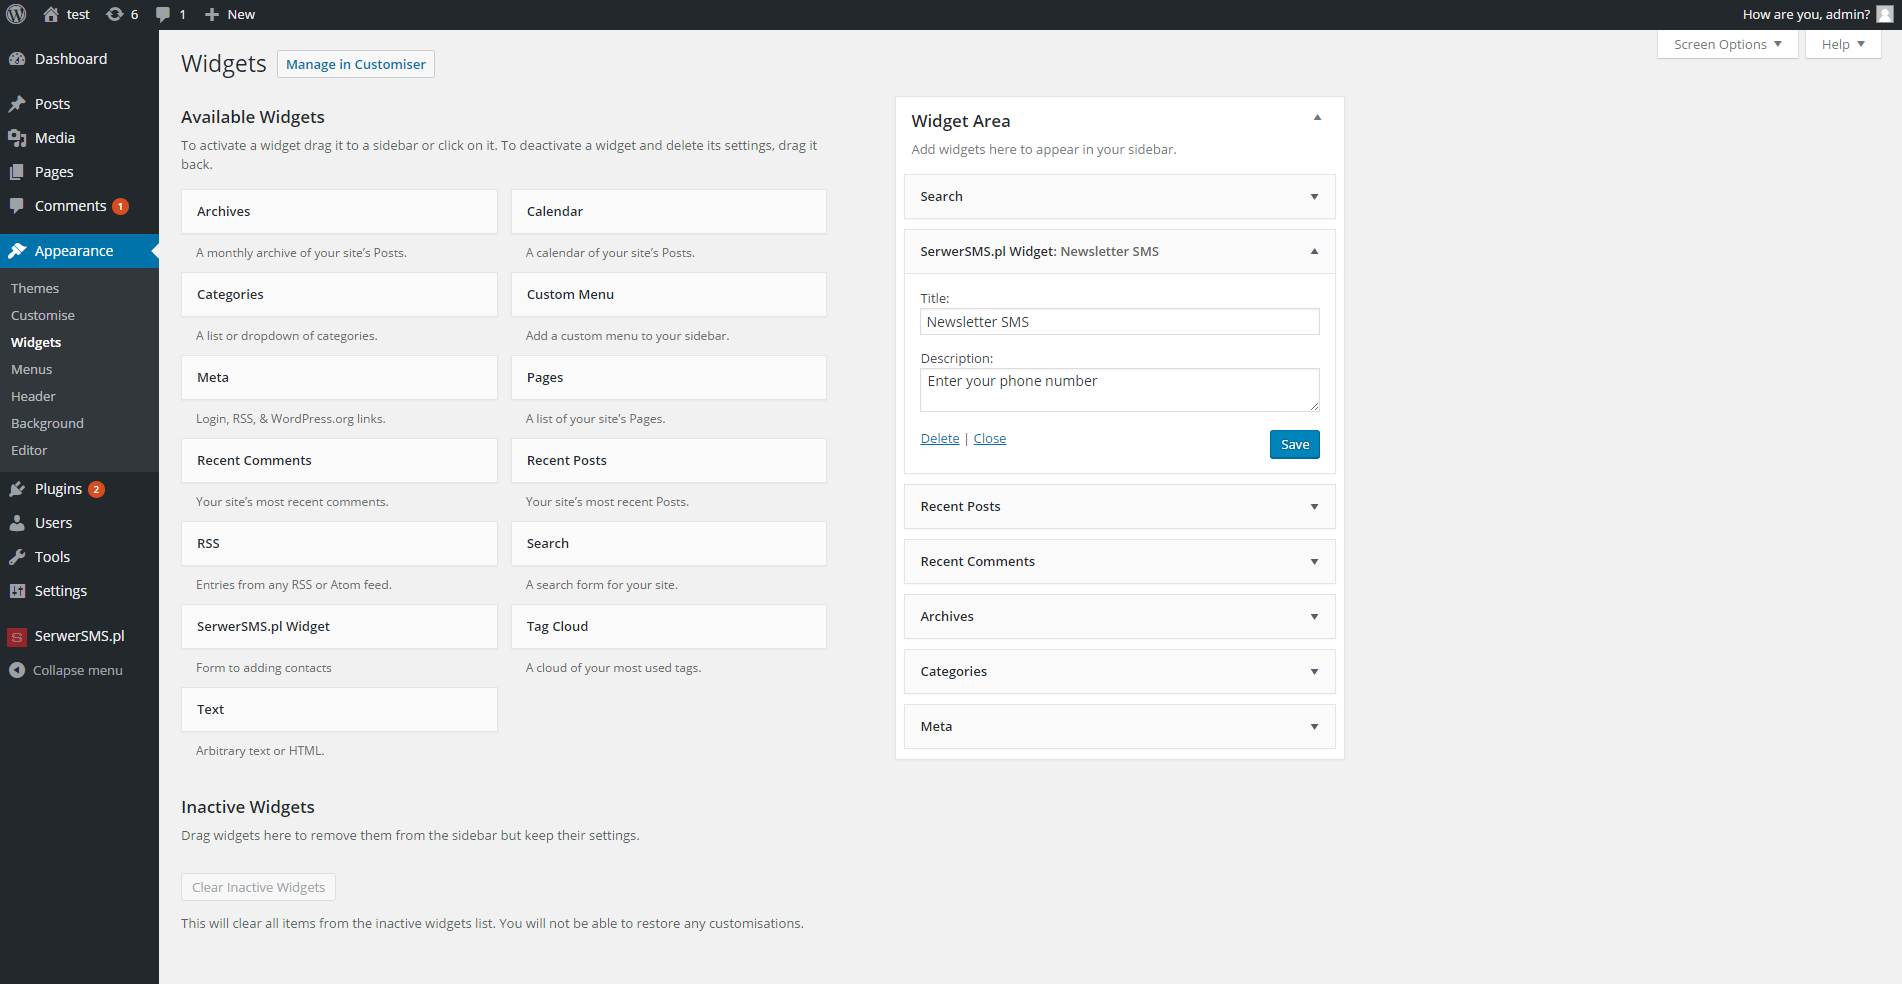 test 6 1 New
How are you, admin?
Dashboard
Posts
Media
Pages
Comments 1
Appearance
Themes
Customise
Widgets
Menus
Header
Background
Editor
Plugins 2
Users
Tools
Settings
S SerwerSMS.pl
Collapse menu
Screen Options
Help
Widgets Manage in Customiser
Available Widgets
To activate a widget drag it to a sidebar or click on it. To deactivate a widget and delete its settings, drag it
back.
Archives
A monthly archive of your site's Posts.
Calendar
A calendar of your site's Posts.
Categories
A list or dropdown of categories.
Custom Menu
Add a custom menu to your sidebar.
Meta
Login, RSS, & WordPress.org links.
Pages
A list of your site's Pages.
Recent Comments
Your site's most recent comments.
Recent Posts
Your site's most recent Posts.
RSS
Entries from any RSS or Atom feed.
Search
A search form for your site.
SerwerSMS.pl Widget
Form to adding contacts
Tag Cloud
A cloud of your most used tags.
Text
Arbitrary text or HTML.
Inactive Widgets
Drag widgets here to remove them from the sidebar but keep their settings.
Clear Inactive Widgets
This will clear all items from the inactive widgets list. You will not be able to restore any customisations.
Widget Area
Add widgets here to appear in your sidebar.
Search
SerwerSMS.pl Widget: Newsletter SMS
Title:
Newsletter SMS
Description:
Enter your phone number
Delete | Close
Save
Recent Posts
Recent Comments
Archives
Categories
Meta